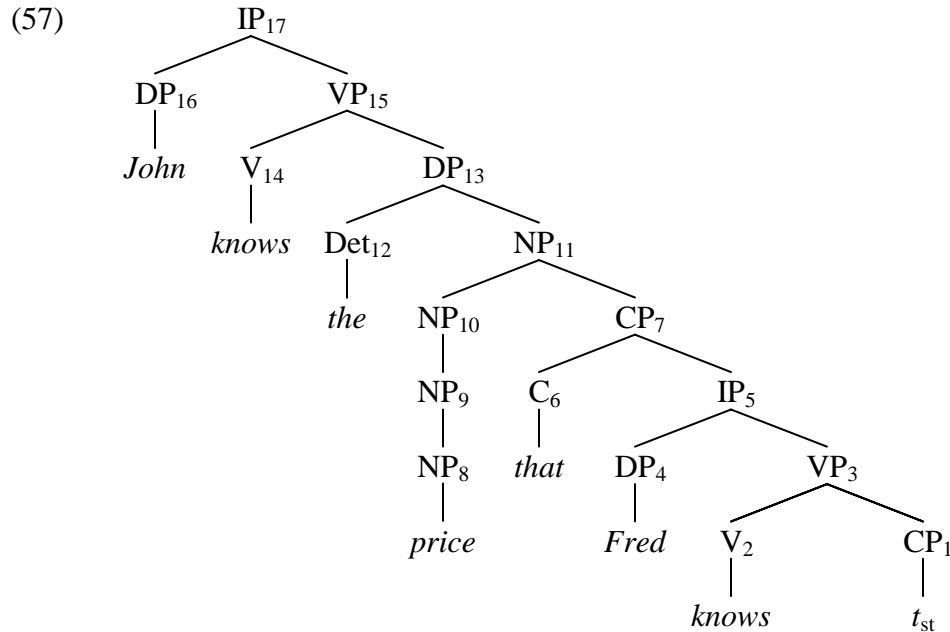 (57) IP17
DP16 VP15
John V14 DP13
knows Det12 NP11
the NP10 CP7
NP9 C6 IP5
NP8 that DP4 VP3
price Fred V2 CP1
knows tst